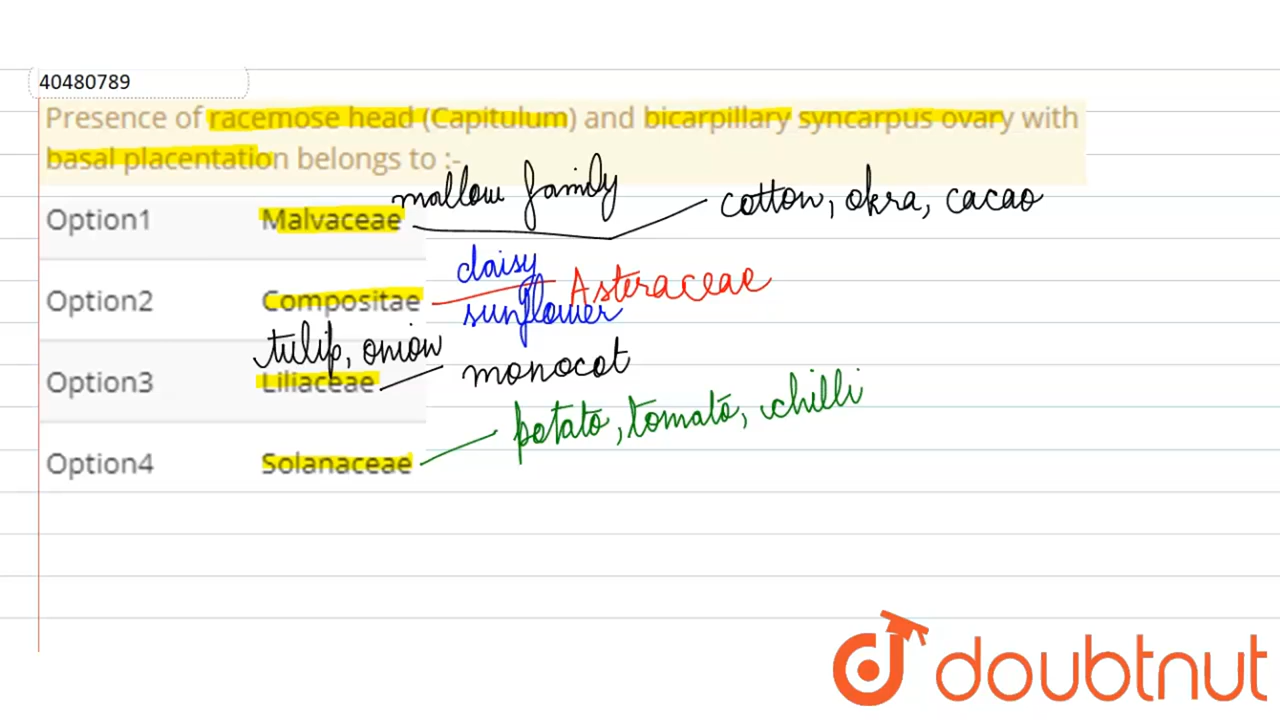 40480789
Presence of racemose head (Capitulum) and bicarpillary syncarpus ovary with
basal placentation belongs to :-
mallow family
Option1 Malvaceae cotton, okra, cacao
daisy
Option2 Compositae Asteraceae
sunflower
tulip, onion
Option3 Liliaceae monocot
Option4 Solanaceae potato, tomato, chilli
doubtnut